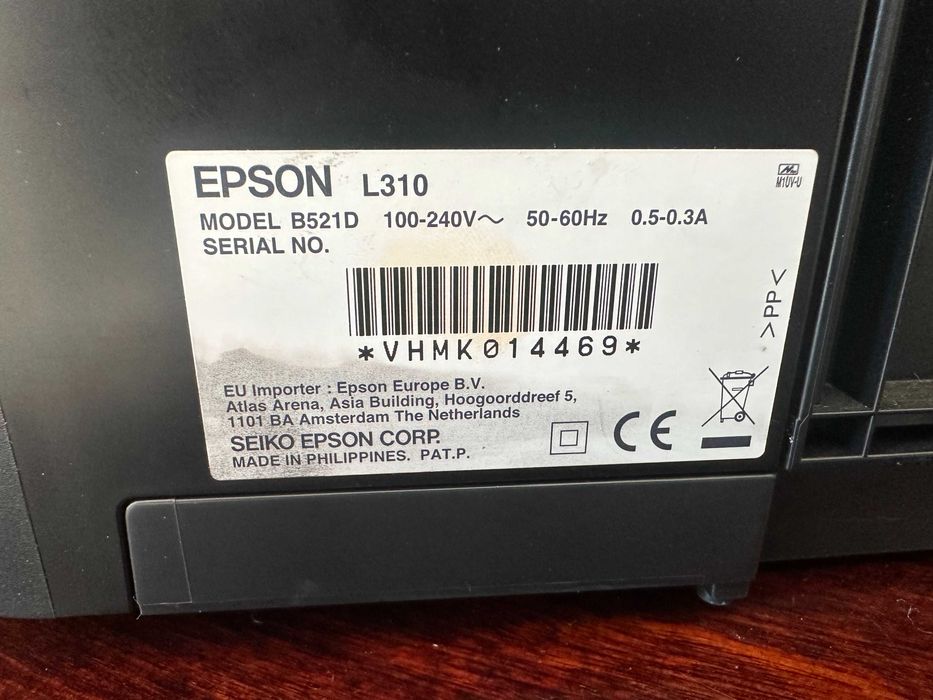 EPSON L310
M1UV-U
MODEL B521D 100-240V～ 50-60Hz 0.5-0.3A
SERIAL NO.
*VHMK014469*
>PP<
EU Importer : Epson Europe B.V.
Atlas Arena, Asia Building, Hoogoorddreef 5,
1101 BA Amsterdam The Netherlands
SEIKO EPSON CORP.
MADE IN PHILIPPINES. PAT.P.
CE